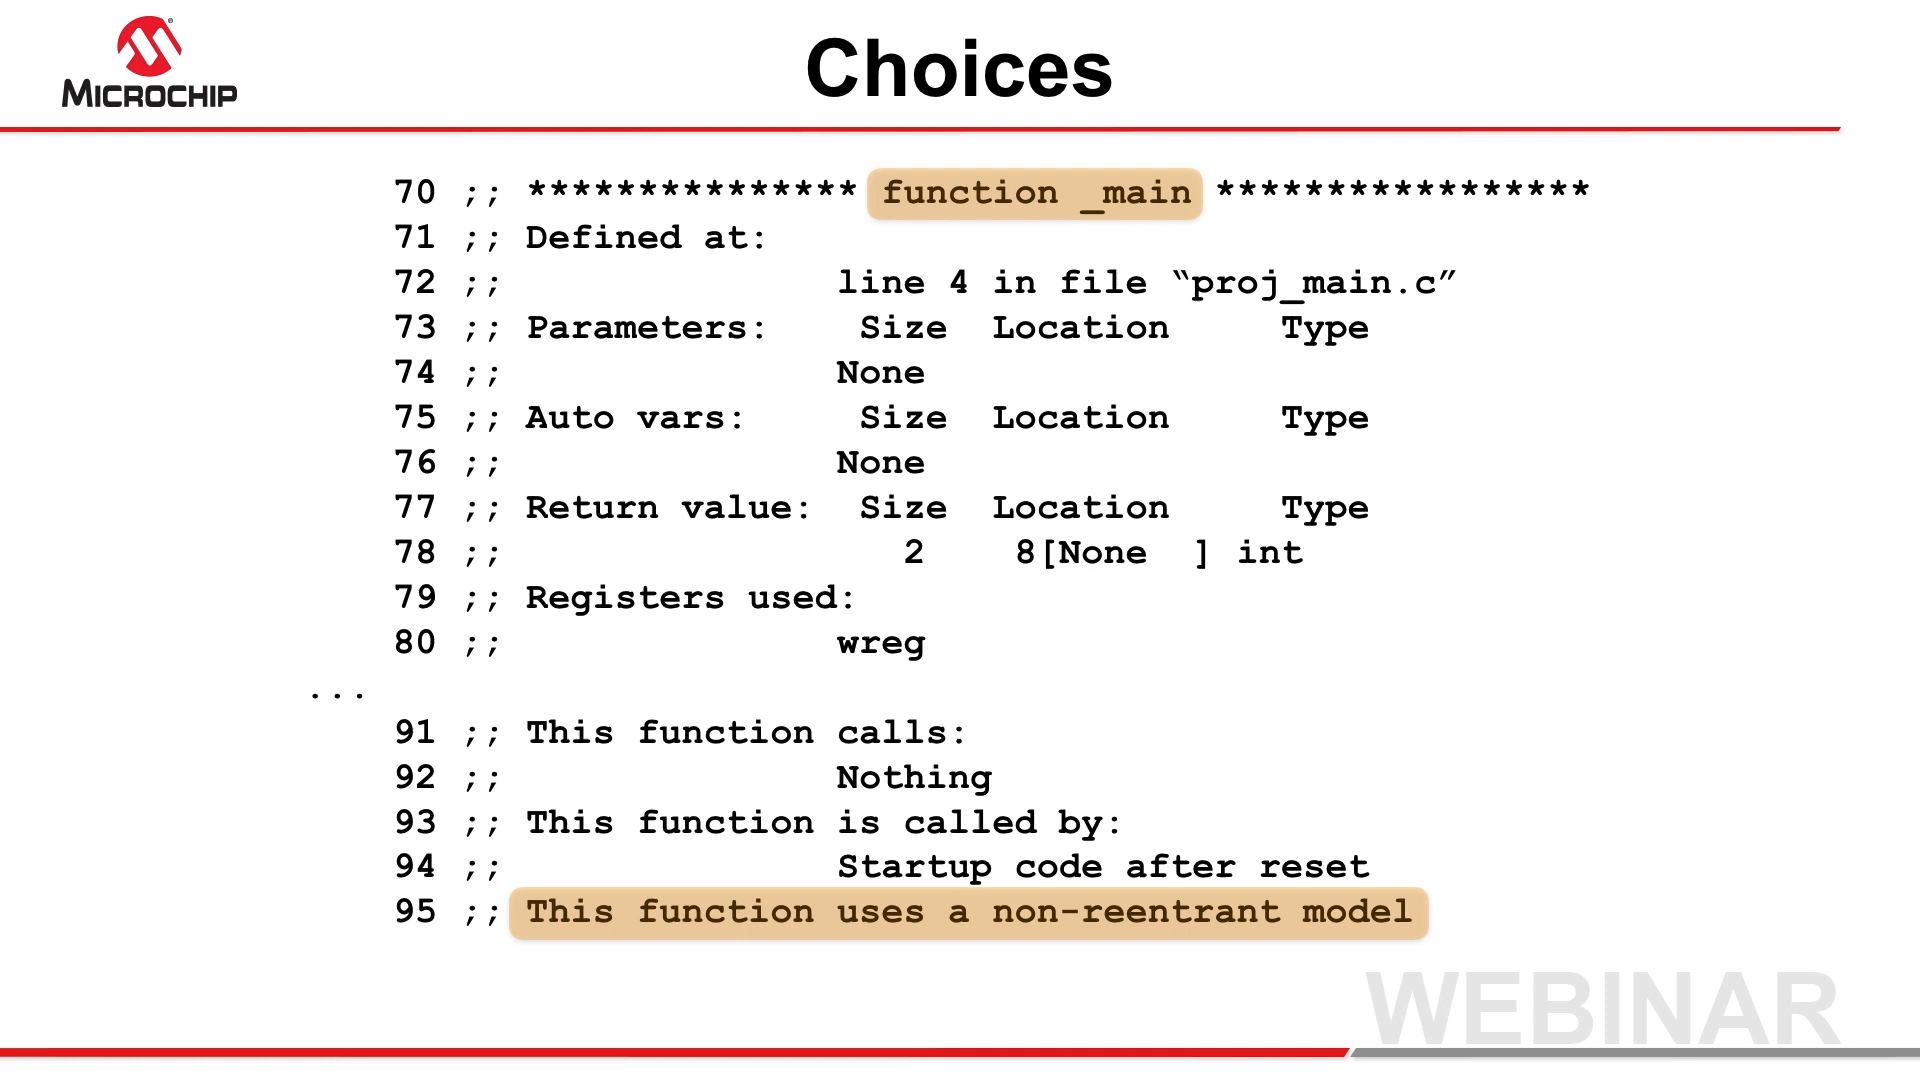 MICROCHIP
Choices
70 ;; *************** function _main *****************
71 ;; Defined at:
72 ;; line 4 in file “proj_main.c”
73 ;; Parameters: Size Location Type
74 ;; None
75 ;; Auto vars: Size Location Type
76 ;; None
77 ;; Return value: Size Location Type
78 ;; 2 8[None ] int
79 ;; Registers used:
80 ;; wreg
...
91 ;; This function calls:
92 ;; Nothing
93 ;; This function is called by:
94 ;; Startup code after reset
95 ;; This function uses a non-reentrant model
WEBINAR